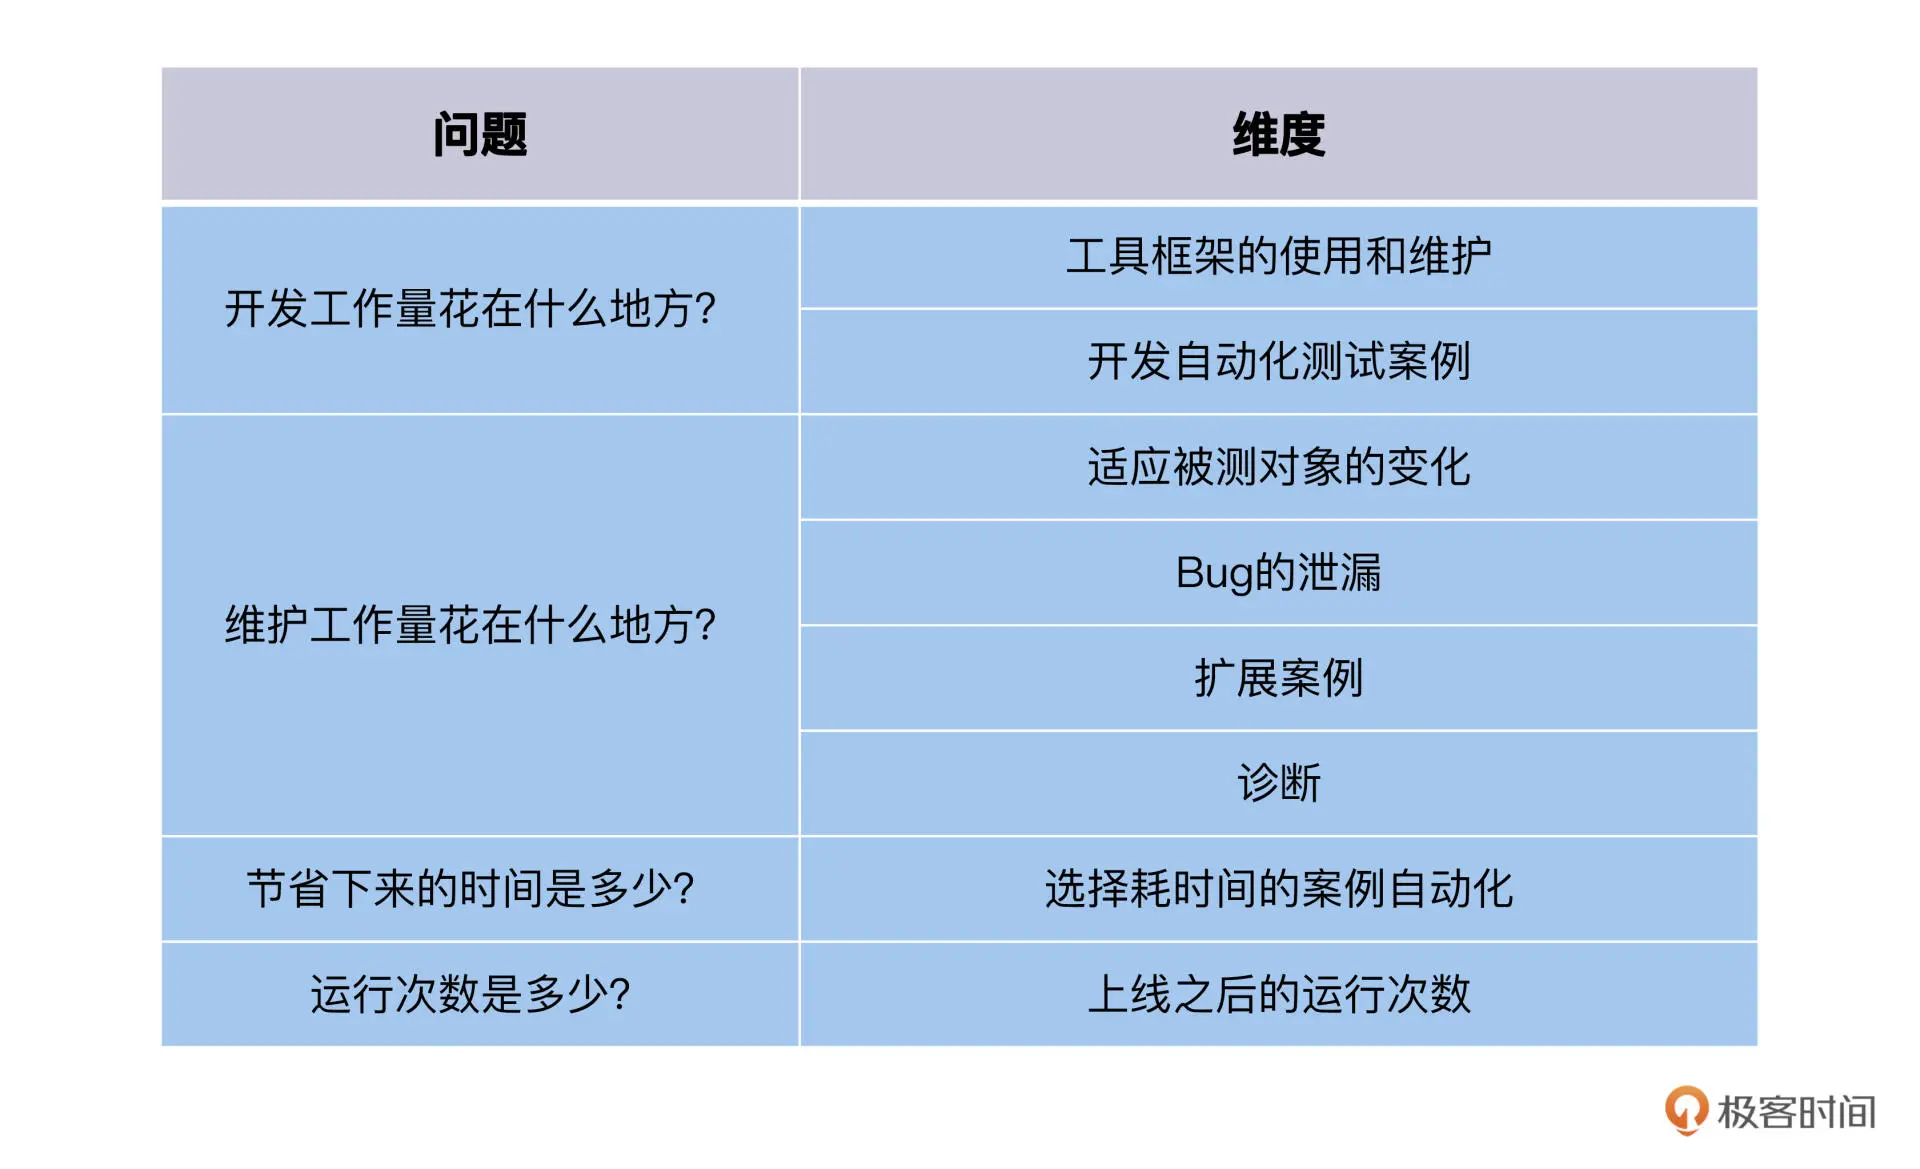 问题
维度
开发工作量花在什么地方？
工具框架的使用和维护
开发自动化测试案例
维护工作量花在什么地方？
适应被测对象的变化
Bug的泄漏
扩展案例
诊断
节省下来的时间是多少？
选择耗时间的案例自动化
运行次数是多少？
上线之后的运行次数
极客时间